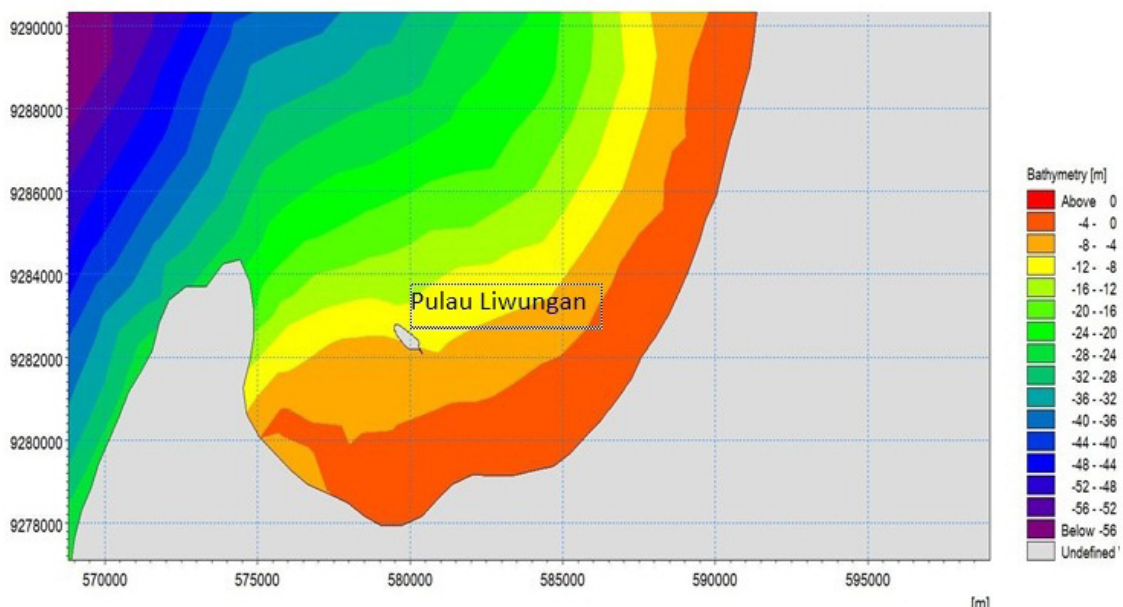 9290000
9288000
9286000
9284000
9282000
9280000
9278000
570000 575000 580000 585000 590000 595000
[m]
Pulau Liwungan
Bathymetry [m]
Above 0
-4 - 0
-8 - -4
-12 - -8
-16 - -12
-20 - -16
-24 - -20
-28 - -24
-32 - -28
-36 - -32
-40 - -36
-44 - -40
-48 - -44
-52 - -48
-56 - -52
Below -56
Undefined